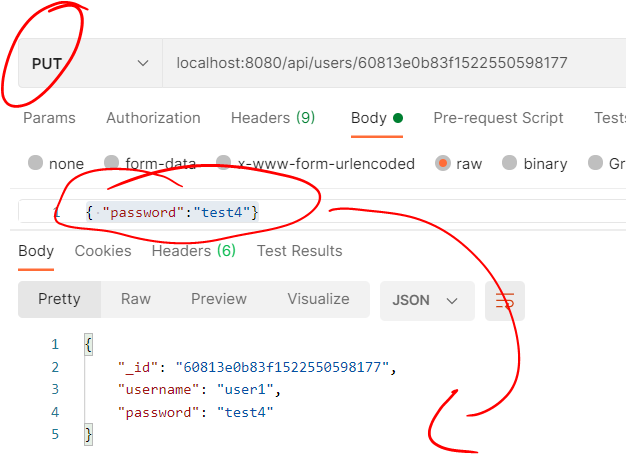 PUT localhost:8080/api/users/60813e0b83f1522550598177
Params Authorization Headers (9) Body Pre-request Script Tests
none form-data x-www-form-urlencoded raw binary Gr
1 { "password":"test4"}
Body Cookies Headers (6) Test Results
Pretty Raw Preview Visualize JSON
1 {
2 "_id": "60813e0b83f1522550598177",
3 "username": "user1",
4 "password": "test4"
5 }